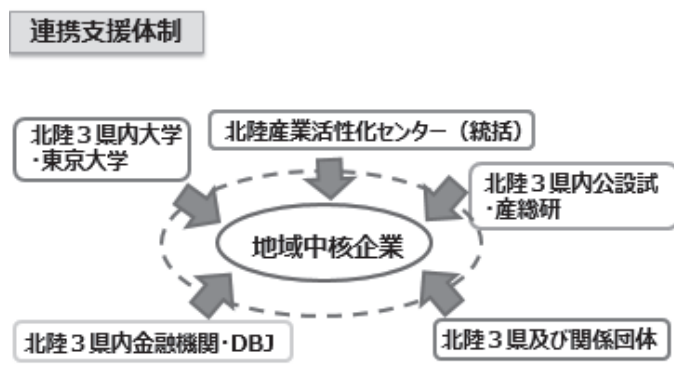 連携支援体制
北陸産業活性化センター（統括）
北陸３県内大学
・東京大学
北陸３県内公設試
・産総研
地域中核企業
北陸３県内金融機関・DBJ
北陸３県及び関係団体